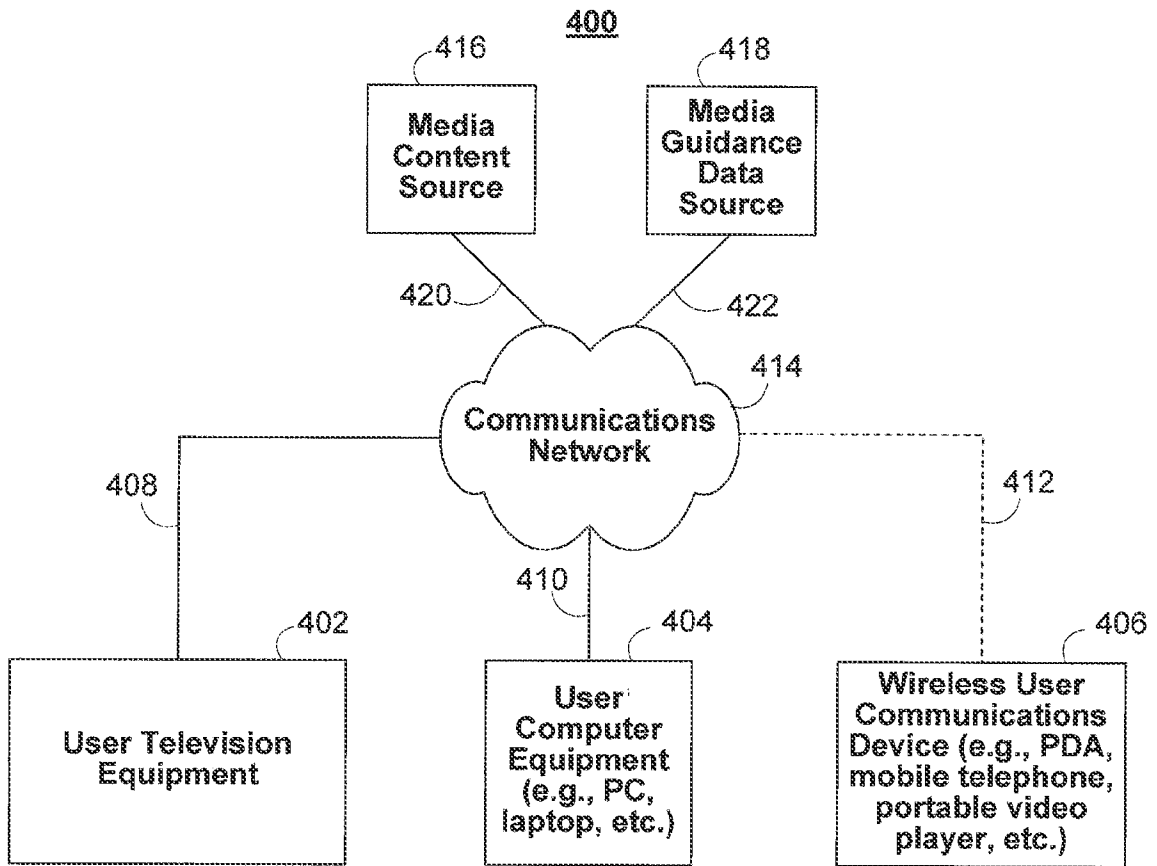 400
416
418
Media
Content
Source
Media
Guidance
Data
Source
420
422
414
Communications
Network
408
412
410
402
404
406
User Television
Equipment
User
Computer
Equipment
(e.g., PC,
laptop, etc.)
Wireless User
Communications
Device (e.g., PDA,
mobile telephone,
portable video
player, etc.)